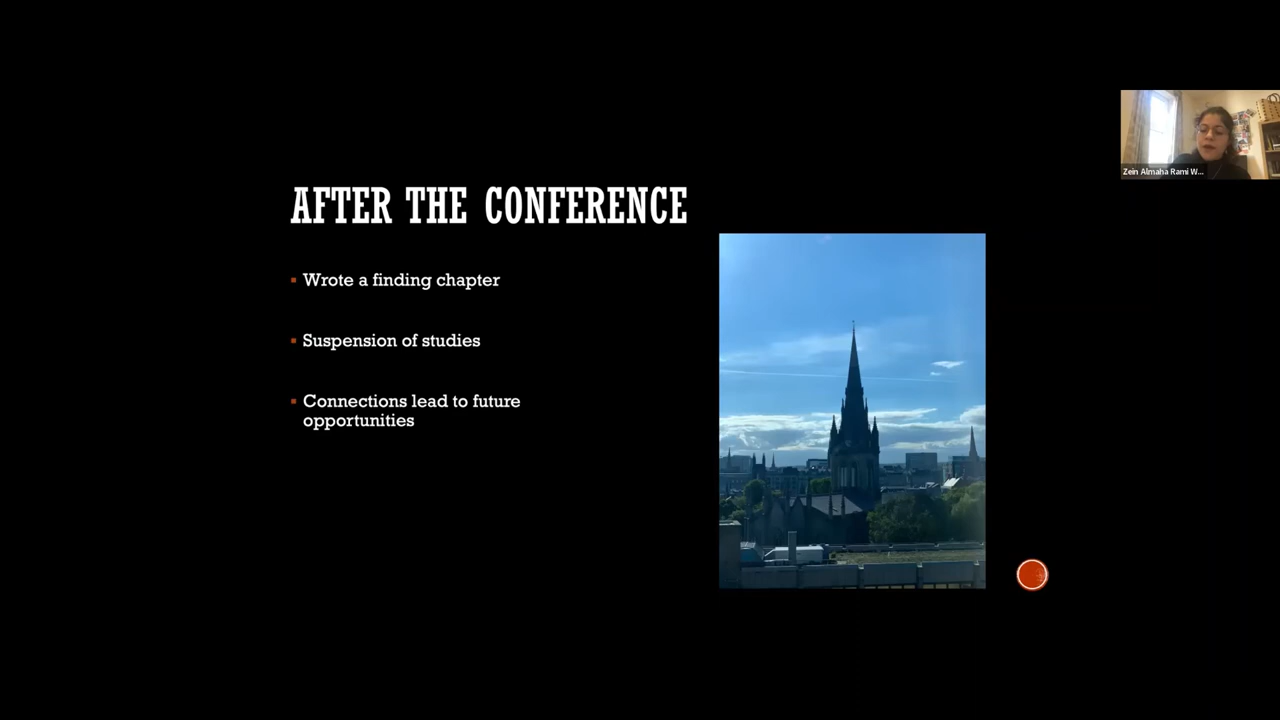 AFTER THE CONFERENCE
Wrote a finding chapter
Suspension of studies
Connections lead to future
opportunities
Zein Almaha Rami W...